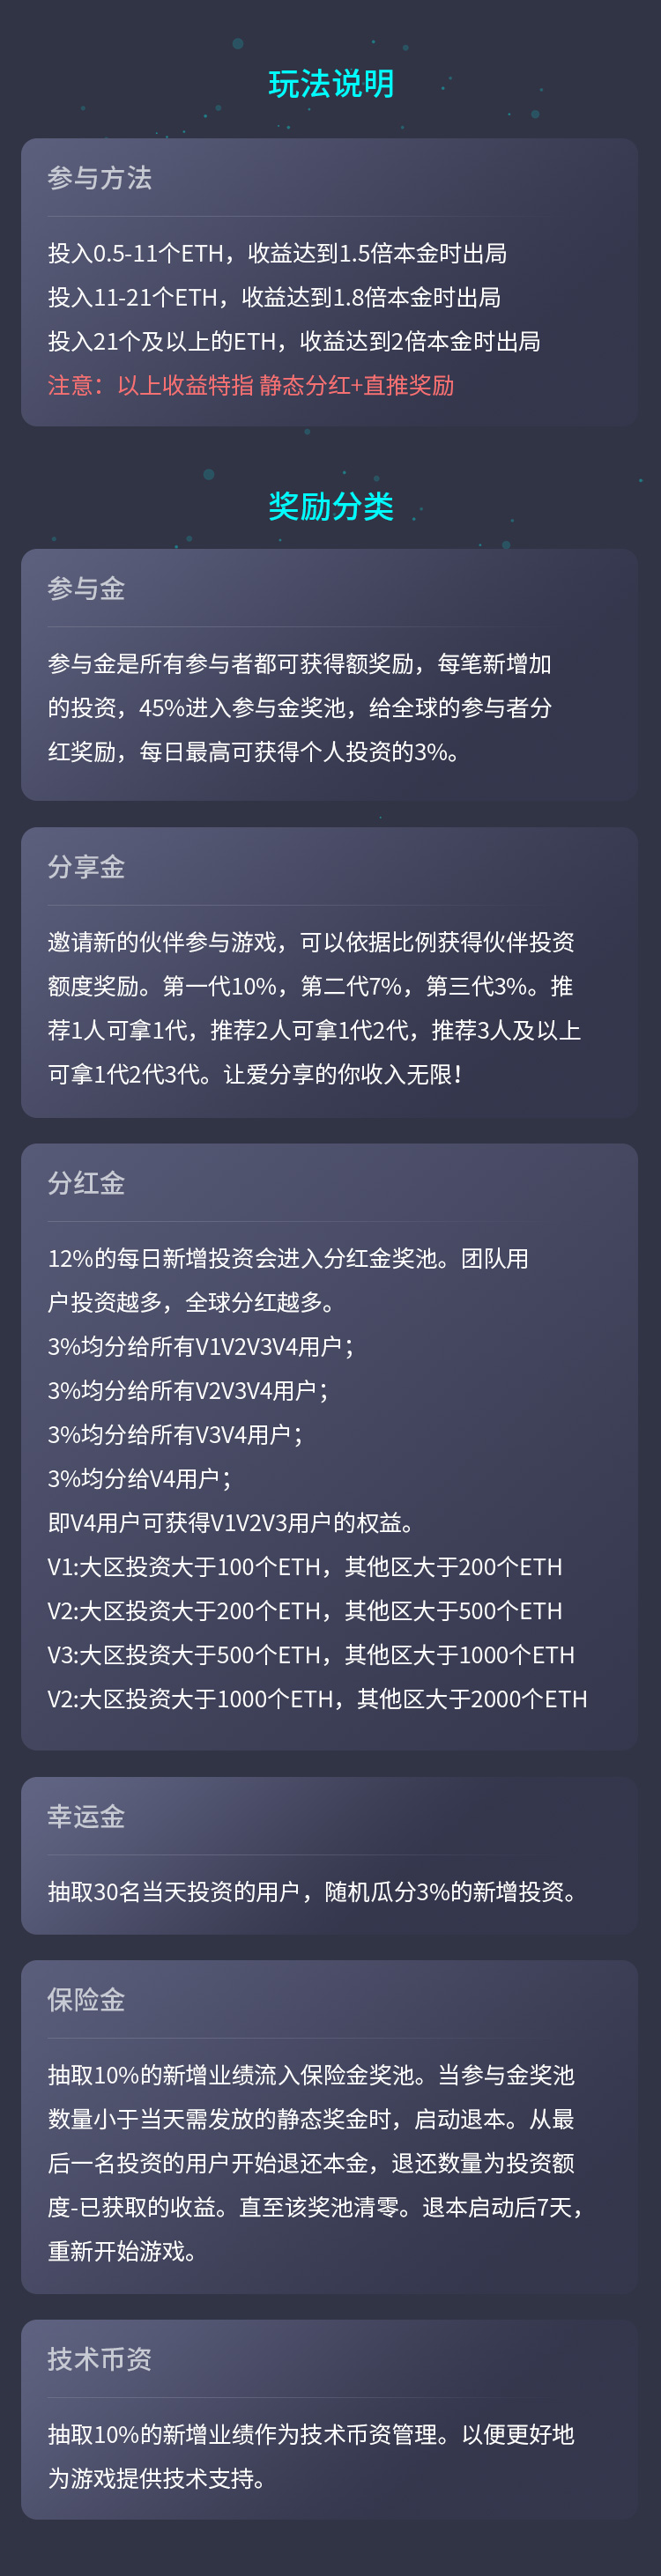 玩法说明
参与方法
投入0.5-11个ETH，收益达到1.5倍本金时出局
投入11-21个ETH，收益达到1.8倍本金时出局
投入21个及以上的ETH，收益达到2倍本金时出局
注意：以上收益特指 静态分红+直推奖励
奖励分类
参与金
参与金是所有参与者都可获得额奖励，每笔新增加
的投资，45%进入参与金奖池，给全球的参与者分
红奖励，每日最高可获得个人投资的3%。
分享金
邀请新的伙伴参与游戏，可以依据比例获得伙伴投资
额度奖励。第一代10%，第二代7%，第三代3%。推
荐1人可拿1代，推荐2人可拿1代2代，推荐3人及以上
可拿1代2代3代。让爱分享的你收入无限！
分红金
12%的每日新增投资会进入分红金奖池。团队用
户投资越多，全球分红越多。
3%均分给所有V1V2V3V4用户；
3%均分给所有V2V3V4用户；
3%均分给所有V3V4用户；
3%均分给V4用户；
即V4用户可获得V1V2V3用户的权益。
V1:大区投资大于100个ETH，其他区大于200个ETH
V2:大区投资大于200个ETH，其他区大于500个ETH
V3:大区投资大于500个ETH，其他区大于1000个ETH
V2:大区投资大于1000个ETH，其他区大于2000个ETH
幸运金
抽取30名当天投资的用户，随机瓜分3%的新增投资。
保险金
抽取10%的新增业绩流入保险金奖池。当参与金奖池
数量小于当天需发放的静态奖金时，启动退本。从最
后一名投资的用户开始退还本金，退还数量为投资额
度-已获取的收益。直至该奖池清零。退本启动后7天，
重新开始游戏。
技术币资
抽取10%的新增业绩作为技术币资管理。以便更好地
为游戏提供技术支持。